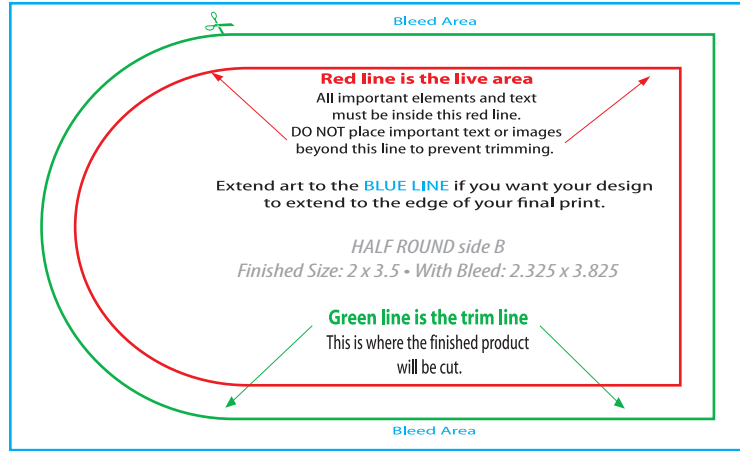 Bleed Area
Red line is the live area
All important elements and text
must be inside this red line.
DO NOT place important text or images
beyond this line to prevent trimming.
Extend art to the BLUE LINE if you want your design
to extend to the edge of your final print.
HALF ROUND side B
Finished Size: 2 x 3.5 • With Bleed: 2.325 x 3.825
Green line is the trim line
This is where the finished product
will be cut.
Bleed Area